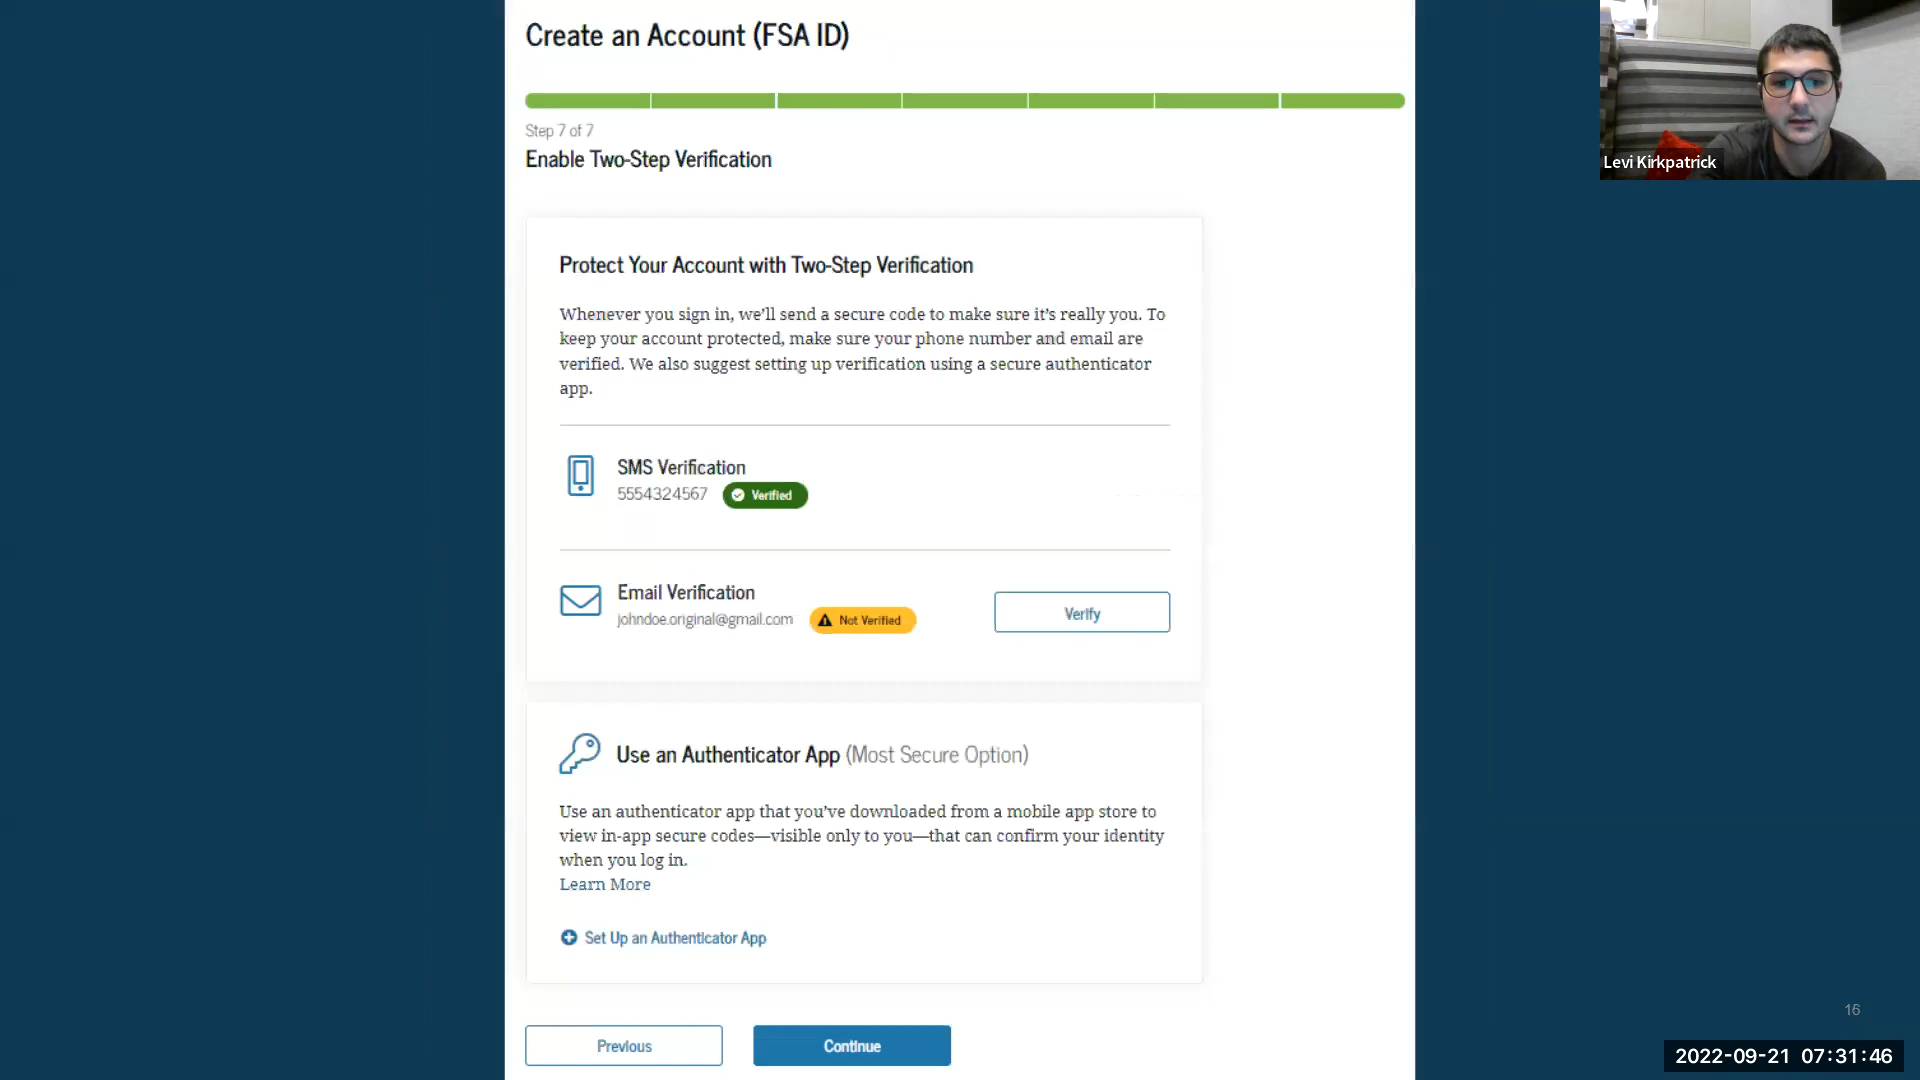 Create an Account (FSA ID)
Step 7 of 7
Enable Two-Step Verification
Protect Your Account with Two-Step Verification
Whenever you sign in, we'll send a secure code to make sure it's really you. To
keep your account protected, make sure your phone number and email are
verified. We also suggest setting up verification using a secure authenticator
app.
SMS Verification
5554324567 Verified
Email Verification
johndoe.original@gmail.com Not Verified
Verify
Use an Authenticator App (Most Secure Option)
Use an authenticator app that you've downloaded from a mobile app store to
view in-app secure codes—visible only to you—that can confirm your identity
when you log in.
Learn More
Set Up an Authenticator App
Previous
Continue
Levi Kirkpatrick
16
2022-09-21 07:31:46